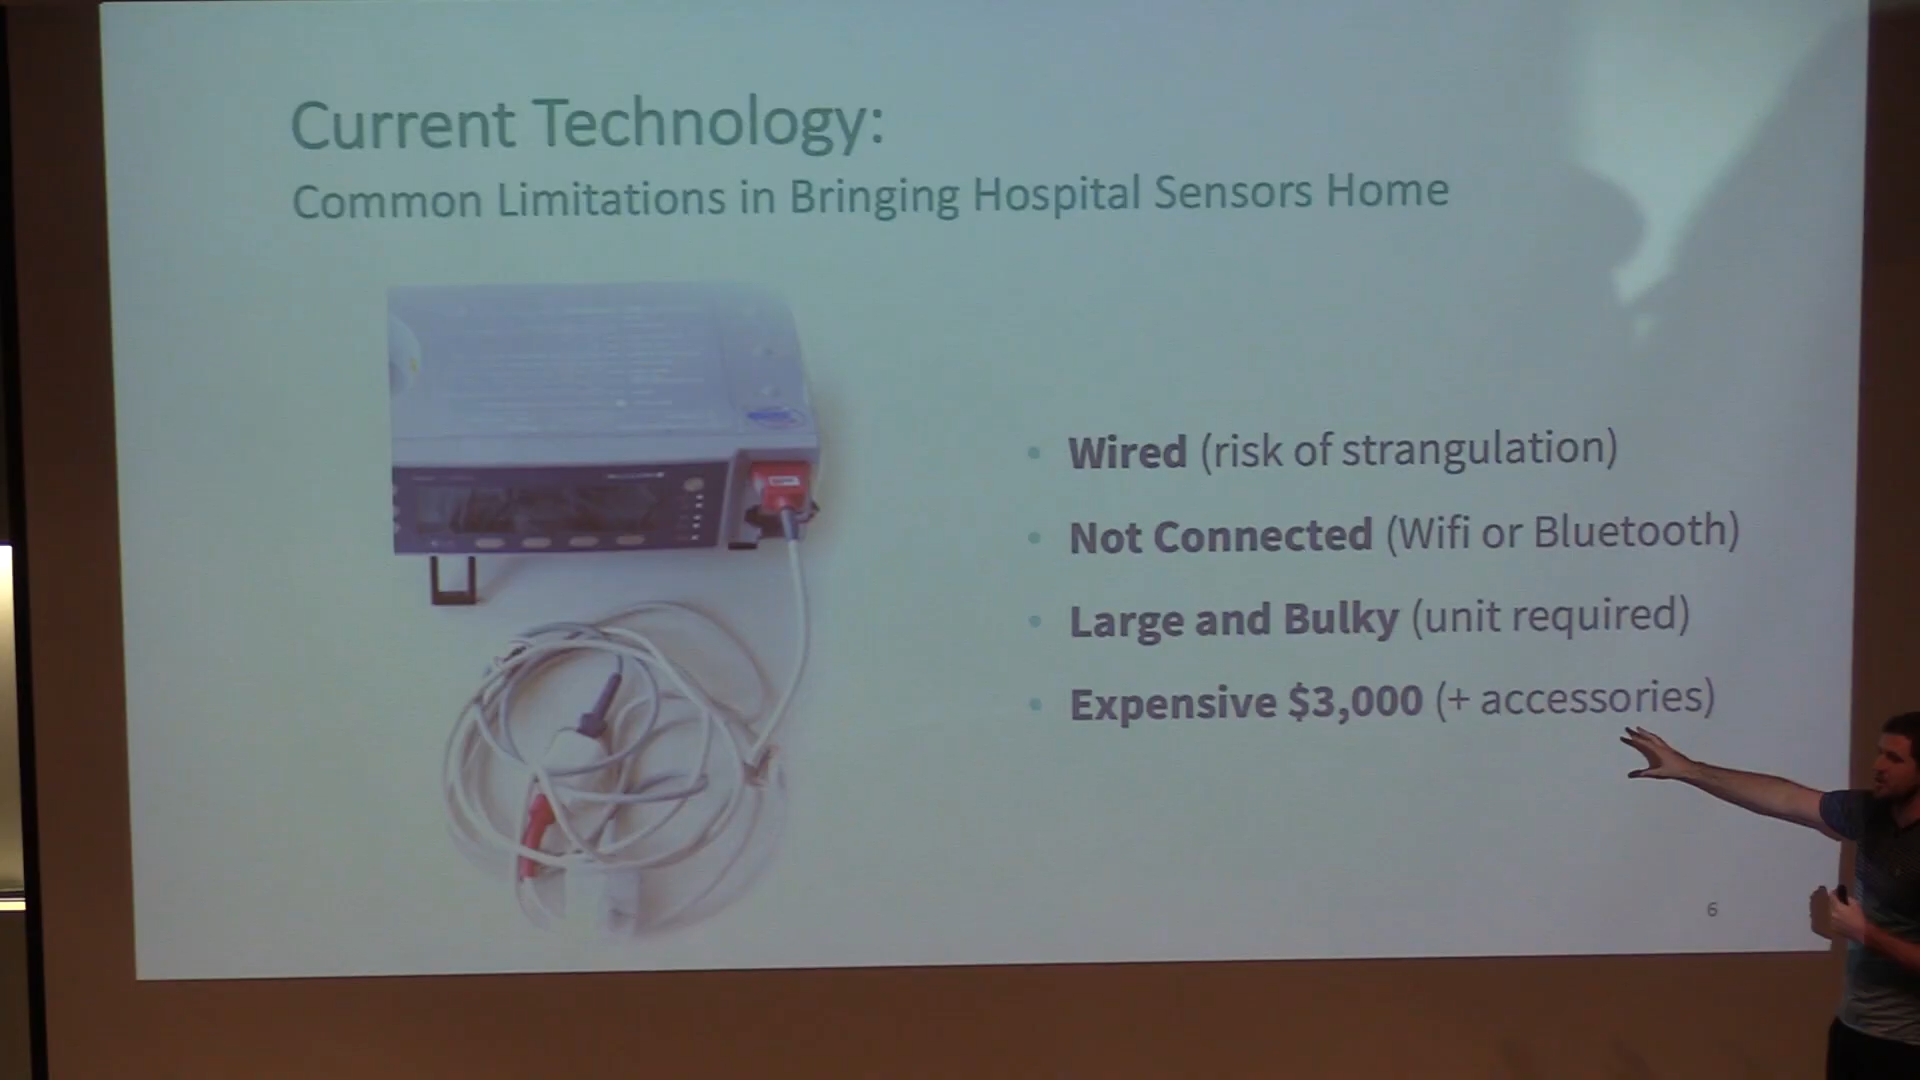 Current Technology:
Common Limitations in Bringing Hospital Sensors Home
• Wired (risk of strangulation)
• Not Connected (Wifi or Bluetooth)
• Large and Bulky (unit required)
• Expensive $3,000 (+ accessories)
6